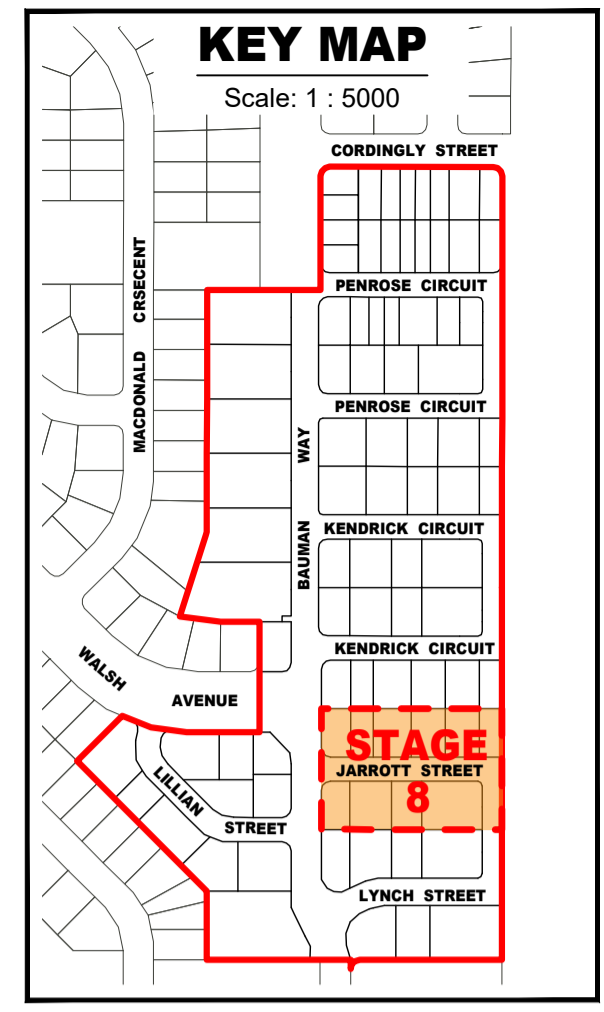 KEY MAP
Scale: 1 : 5000
CORDINGLY STREET
PENROSE CIRCUIT
MACDONALD CRSECENT
PENROSE CIRCUIT
BAUMAN WAY
KENDRICK CIRCUIT
KENDRICK CIRCUIT
WALSH AVENUE
STAGE
JARROTT STREET
8
LILLIAN STREET
LYNCH STREET